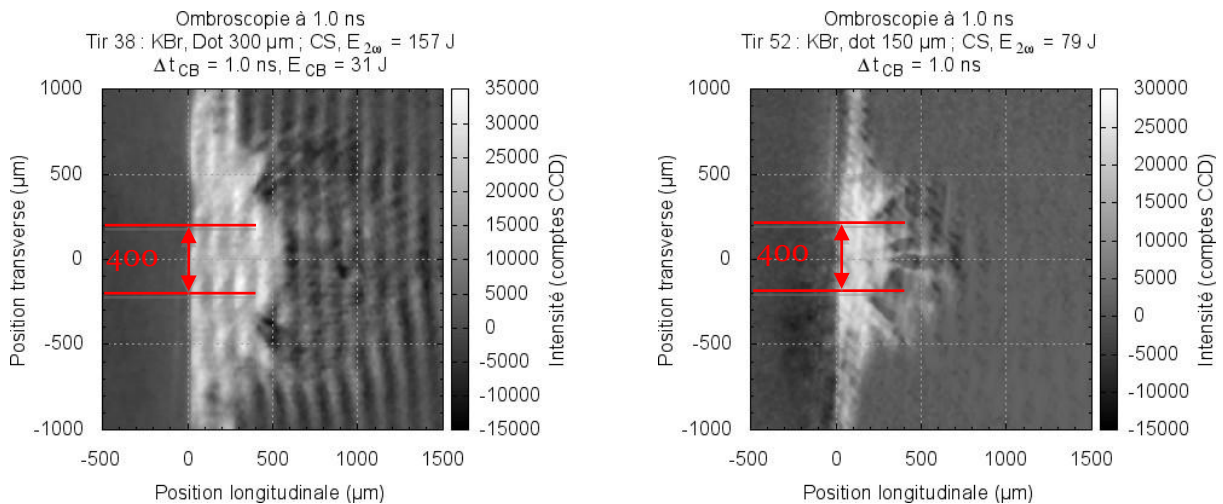 Ombroscopie à 1.0 ns
Tir 38 : KBr, Dot 300 µm ; CS, E2ω = 157 J
Δ tCB = 1.0 ns, ECB = 31 J
1000
500
0
-500
-1000
Position transverse (µm)
400
-500 0 500 1000 1500
Position longitudinale (µm)
35000
30000
25000
20000
15000
10000
5000
0
-5000
-10000
-15000
Intensité (comptes CCD)
Ombroscopie à 1.0 ns
Tir 52 : KBr, dot 150 µm ; CS, E2ω = 79 J
Δ tCB = 1.0 ns
1000
500
0
-500
-1000
Position transverse (µm)
400
-500 0 500 1000 1500
Position longitudinale (µm)
30000
25000
20000
15000
10000
5000
0
-5000
-10000
-15000
Intensité (comptes CCD)